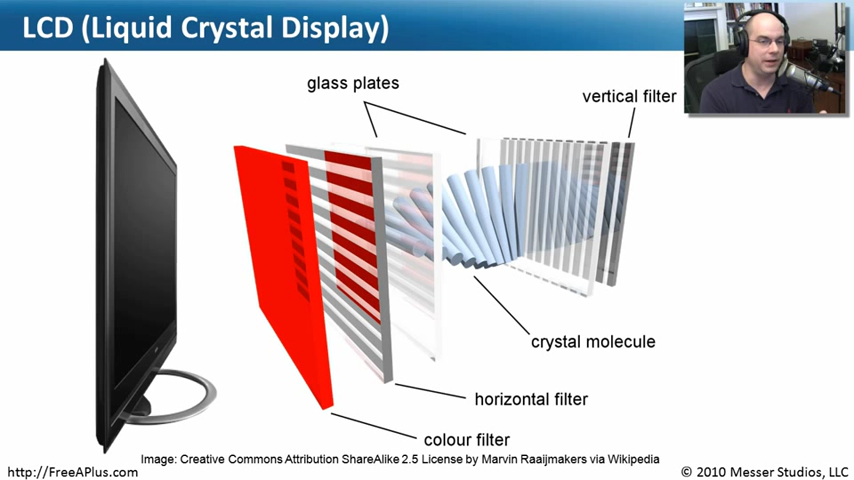 LCD (Liquid Crystal Display)
glass plates
vertical filter
crystal molecule
horizontal filter
colour filter
Image: Creative Commons Attribution ShareAlike 2.5 License by Marvin Raaijmakers via Wikipedia
http://FreeAPlus.com
© 2010 Messer Studios, LLC